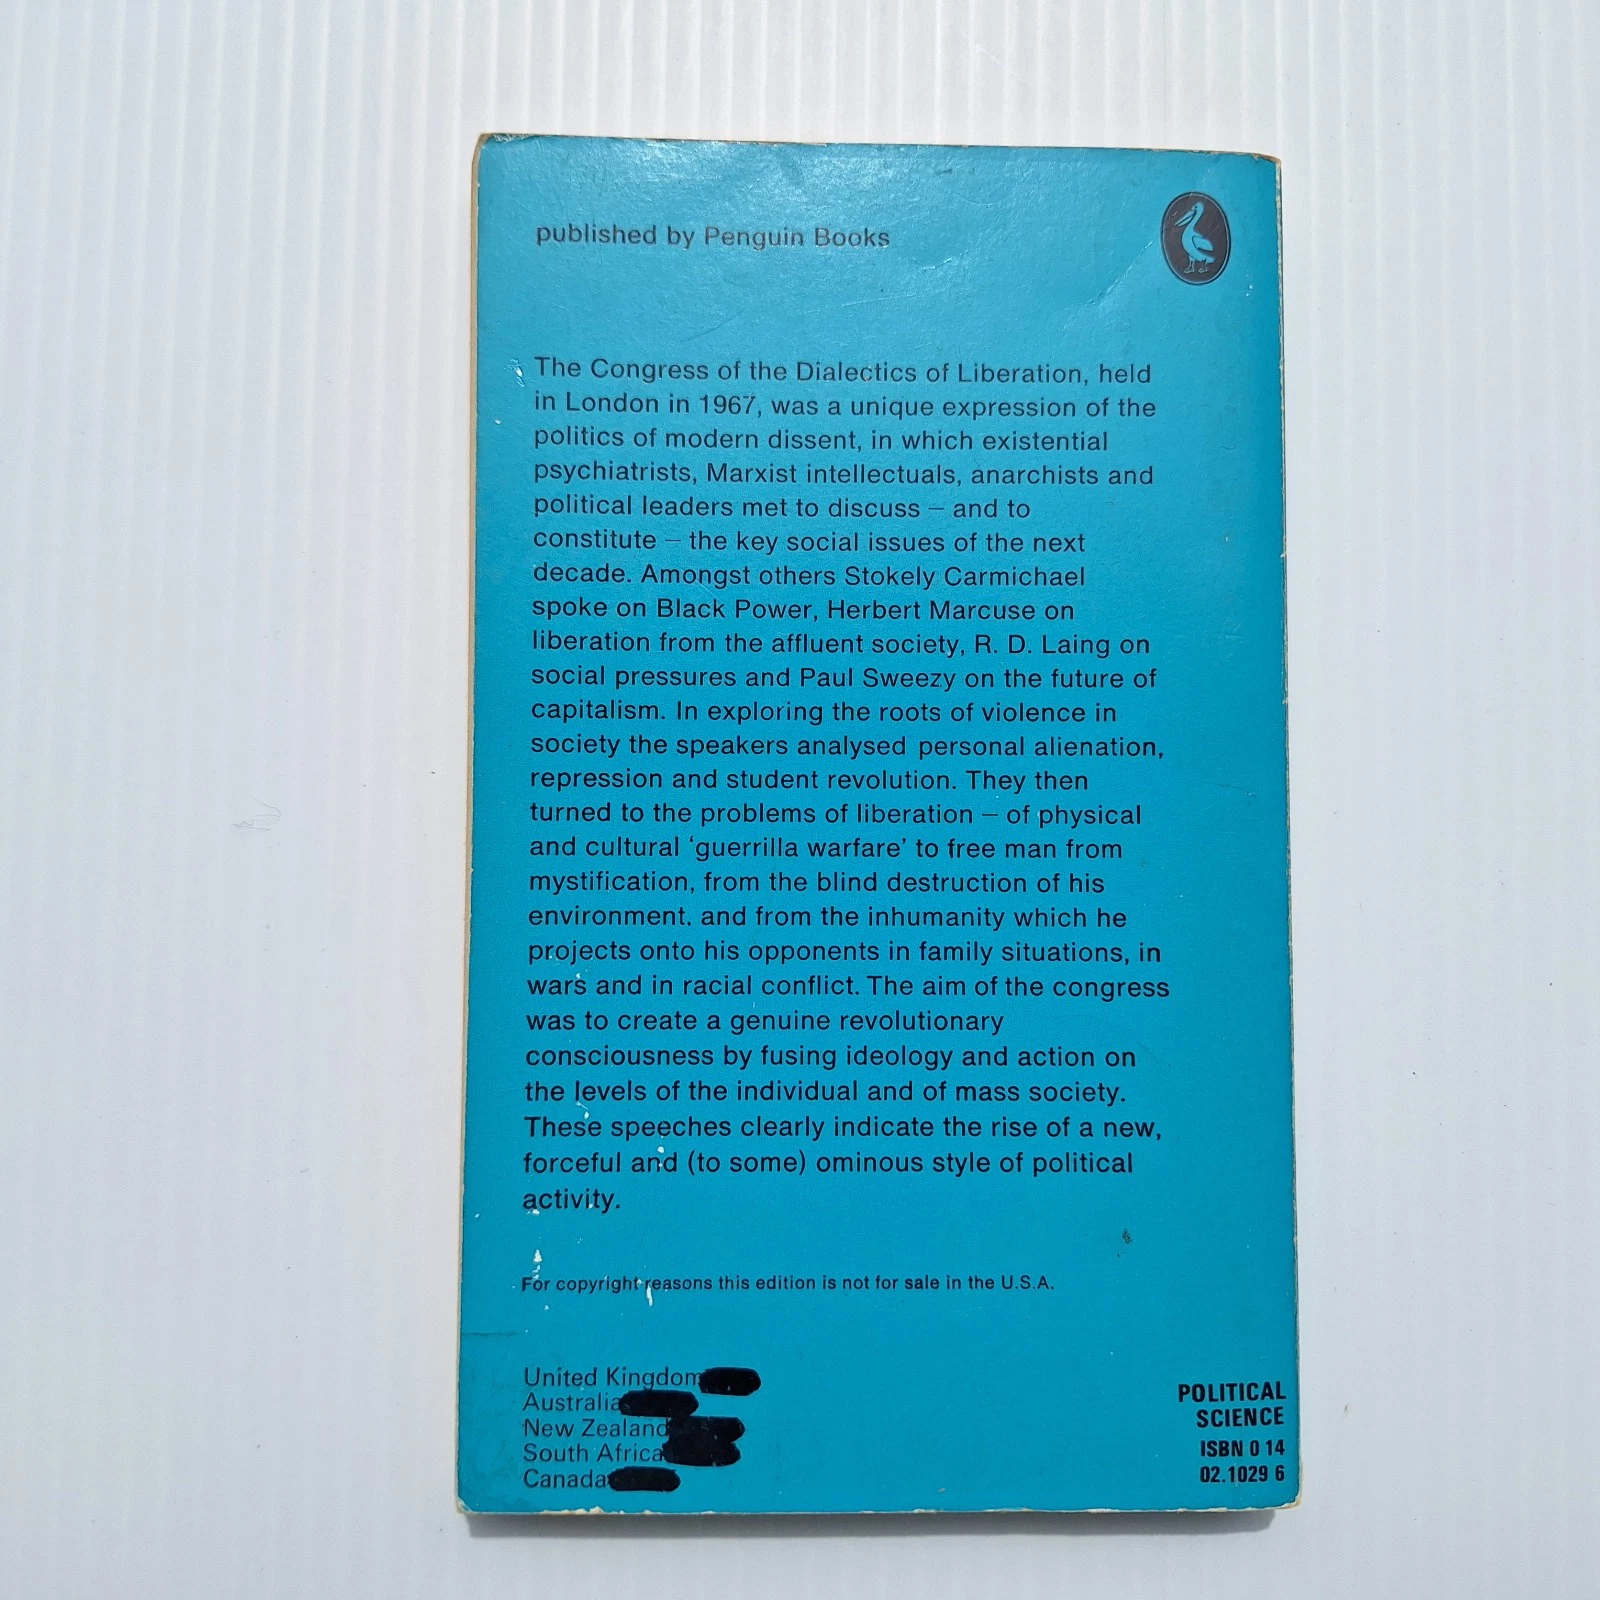 published by Penguin Books
The Congress of the Dialectics of Liberation, held
in London in 1967, was a unique expression of the
politics of modern dissent, in which existential
psychiatrists, Marxist intellectuals, anarchists and
political leaders met to discuss – and to
constitute – the key social issues of the next
decade. Amongst others Stokely Carmichael
spoke on Black Power, Herbert Marcuse on
liberation from the affluent society, R. D. Laing on
social pressures and Paul Sweezy on the future of
capitalism. In exploring the roots of violence in
society the speakers analysed personal alienation,
repression and student revolution. They then
turned to the problems of liberation – of physical
and cultural ‘guerrilla warfare’ to free man from
mystification, from the blind destruction of his
environment, and from the inhumanity which he
projects onto his opponents in family situations, in
wars and in racial conflict. The aim of the congress
was to create a genuine revolutionary
consciousness by fusing ideology and action on
the levels of the individual and of mass society.
These speeches clearly indicate the rise of a new,
forceful and (to some) ominous style of political
activity.
For copyright reasons this edition is not for sale in the U.S.A.
United Kingdom
Australia
New Zealand
South Africa
Canada
POLITICAL
SCIENCE
ISBN 0 14
02.1029 6